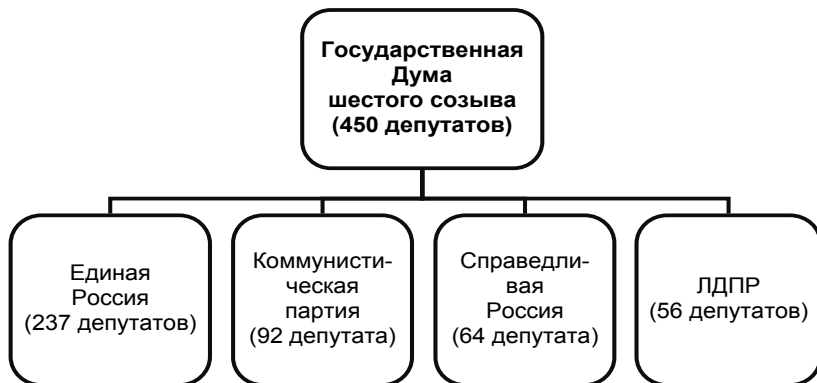 Государственная
Дума
шестого созыва
(450 депутатов)
Единая
Россия
(237 депутатов)
Коммунисти-
ческая
партия
(92 депутата)
Справедли-
вая
Россия
(64 депутата)
ЛДПР
(56 депутатов)